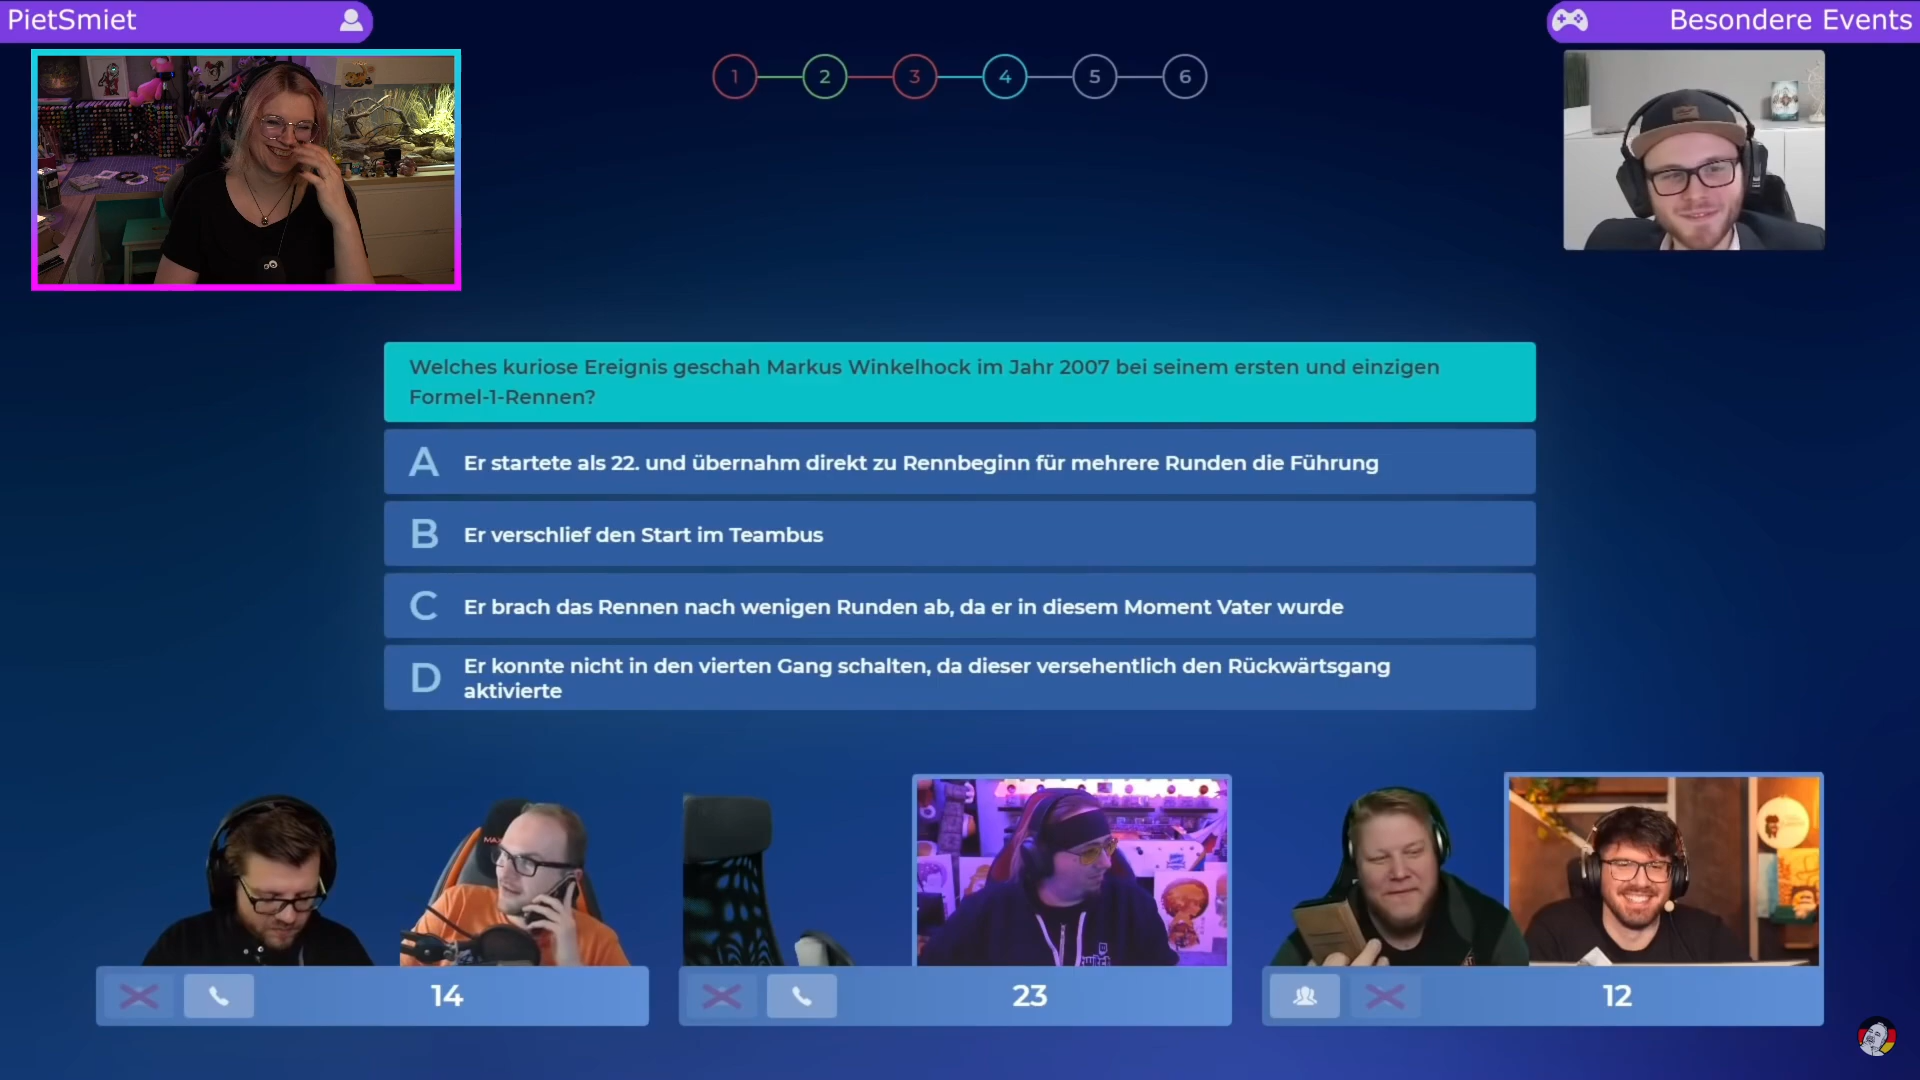 PietSmiet
Besondere Events
1 2 3 4 5 6
Welches kuriose Ereignis geschah Markus Winkelhock im Jahr 2007 bei seinem ersten und einzigen
Formel-1-Rennen?
A Er startete als 22. und übernahm direkt zu Rennbeginn für mehrere Runden die Führung
B Er verschlief den Start im Teambus
C Er brach das Rennen nach wenigen Runden ab, da er in diesem Moment Vater wurde
D Er konnte nicht in den vierten Gang schalten, da dieser versehentlich den Rückwärtsgang
aktivierte
twitch
14
23
12